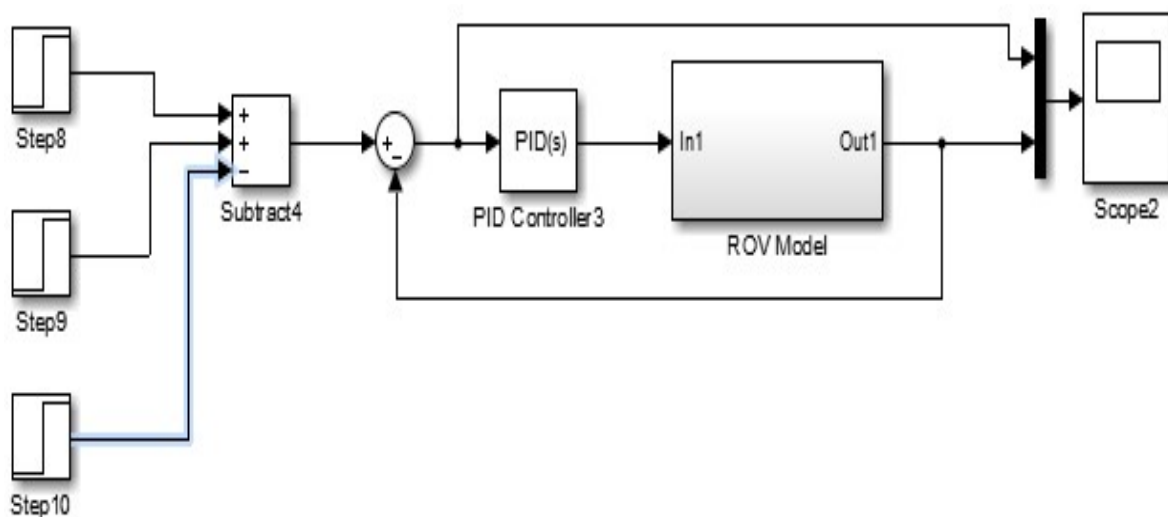 Step8
Step9
Step10
+
+
−
Subtract4
+
−
PID(s)
PID Controller3
In1
Out1
ROV Model
Scope2